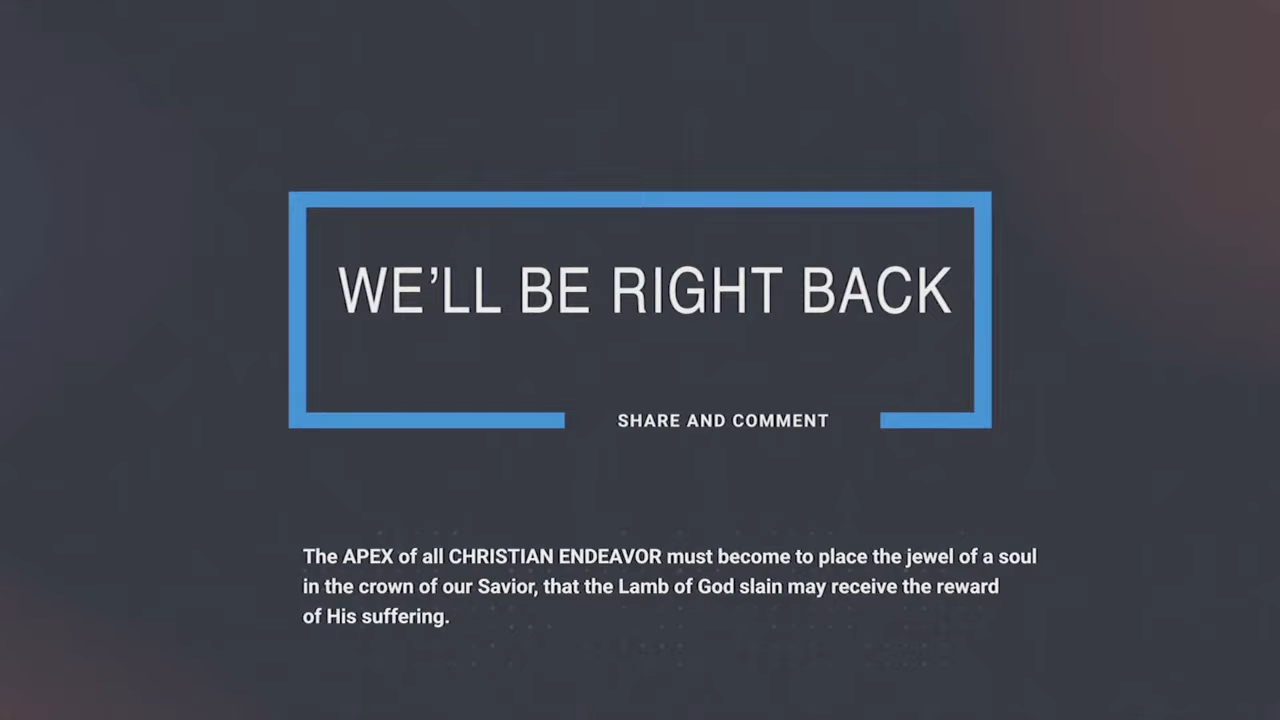 WE’LL BE RIGHT BACK
SHARE AND COMMENT
The APEX of all CHRISTIAN ENDEAVOR must become to place the jewel of a soul
in the crown of our Savior, that the Lamb of God slain may receive the reward
of His suffering.